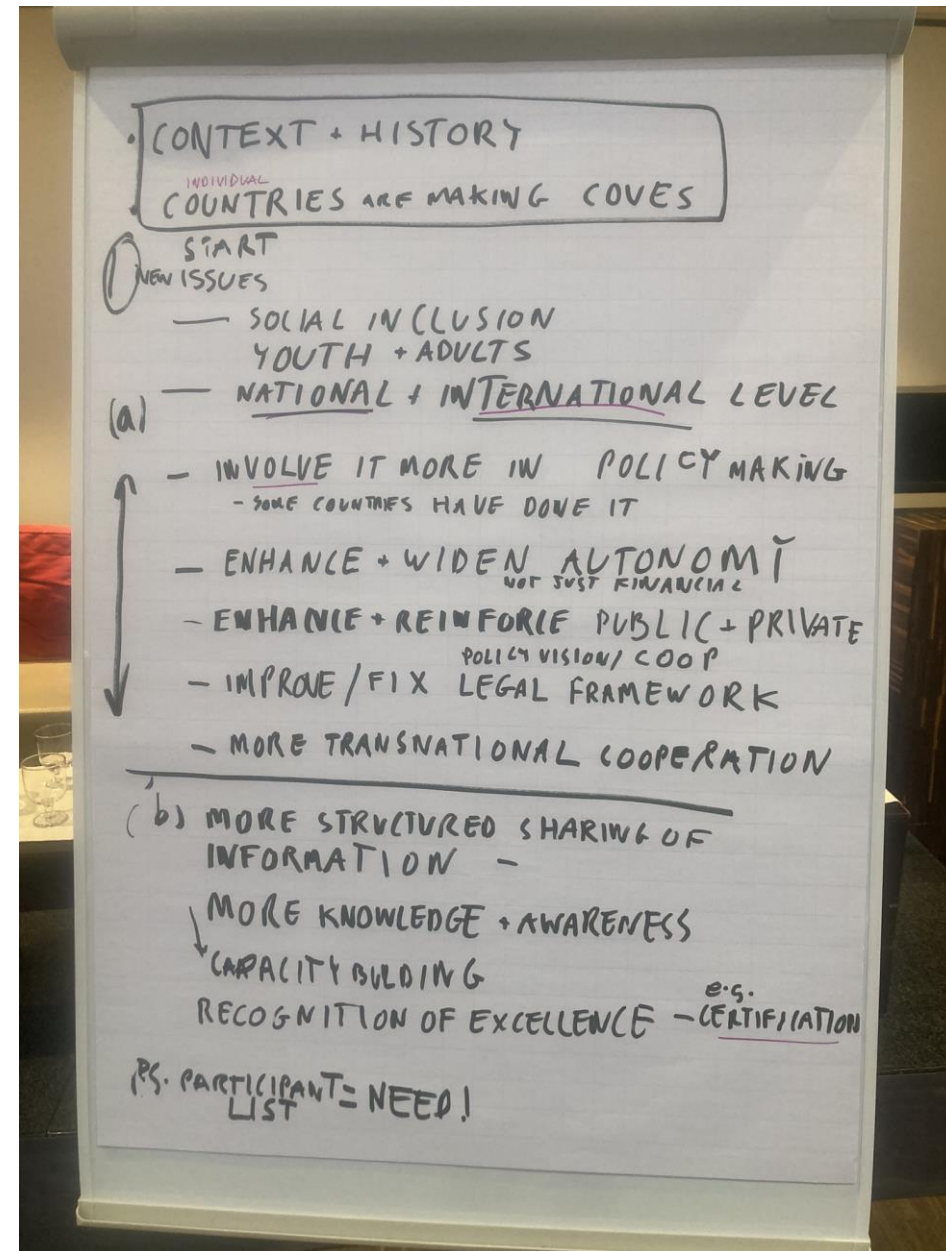 • CONTEXT + HISTORY
INDIVIDUAL
• COUNTRIES ARE MAKING COVES
START
NEW ISSUES
— SOCIAL INCLUSION
YOUTH + ADULTS
(a) — NATIONAL + INTERNATIONAL LEVEL
- INVOLVE IT MORE IN POLICY MAKING
- SOME COUNTRIES HAVE DONE IT
- ENHANCE + WIDEN AUTONOMY
NOT JUST FINANCIAL
- ENHANCE + REINFORCE PUBLIC + PRIVATE
POLICY VISION / COOP
- IMPROVE / FIX LEGAL FRAMEWORK
- MORE TRANSNATIONAL COOPERATION
(b) MORE STRUCTURED SHARING OF
INFORMATION -
MORE KNOWLEDGE + AWARENESS
CAPACITY BULDING
e.g.
RECOGNITION OF EXCELLENCE - CERTIFICATION
PS. PARTICIPANT = NEED!
LIST